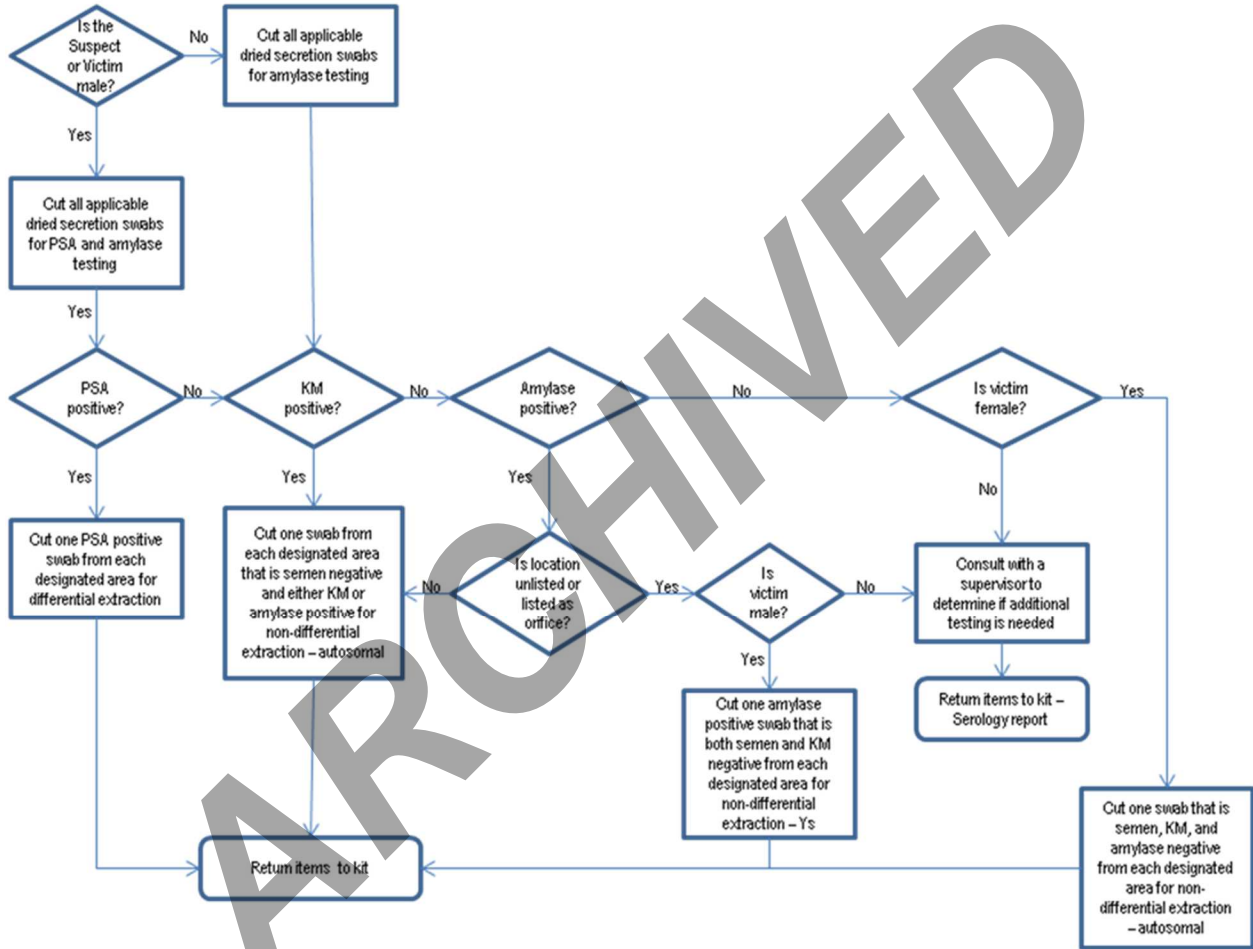 Is the
Suspect
or Victim
male?
No
Cut all applicable
dried secretion swabs
for amylase testing
Yes
Cut all applicable
dried secretion swabs
for PSA and amylase
testing
Yes
PSA
positive?
No
KM
positive?
No
Amylase
positive?
No
Is victim
female?
Yes
Yes
Cut one PSA positive
swab from each
designated area for
differential extraction
Yes
Cut one swab from
each designated area
that is semen negative
and either KM or
amylase positive for
non-differential
extraction – autosomal
Yes
Is location
unlisted or
listed as
orifice?
No
Yes
Is
victim
male?
No
Yes
Cut one amylase
positive swab that is
both semen and KM
negative from each
designated area for
non-differential
extraction – Ys
No
Consult with a
supervisor to
determine if additional
testing is needed
Return items to kit –
Serology report
Cut one swab that is
semen, KM, and
amylase negative
from each designated
area for non-
differential extraction
– autosomal
Return items to kit
ARCHIVED